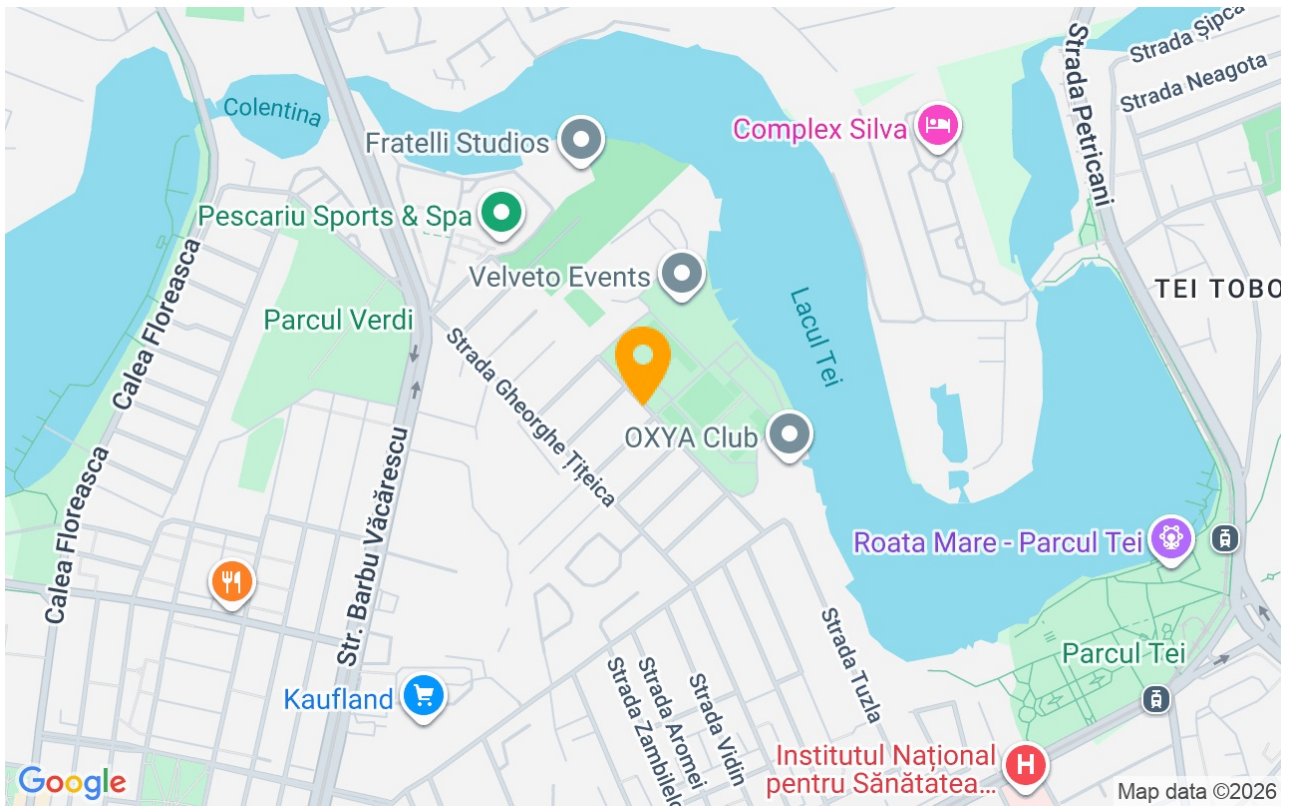 Strada Șipca
Strada Neagota
Strada Petricani
Colentina
Fratelli Studios
Complex Silva
Pescariu Sports & Spa
Calea Floreasca
Velveto Events
TEI TOBO
Parcul Verdi
Lacul Tei
Strada Gheorghe Țițeica
OXYA Club
Calea Floreasca
Str. Barbu Văcărescu
Roata Mare - Parcul Tei
Strada Tuzla
Parcul Tei
Kaufland
Strada Zambilelo
Strada Aromei
Strada Vidin
Institutul Național
pentru Sănătatea...
H
Google
Map data ©2026